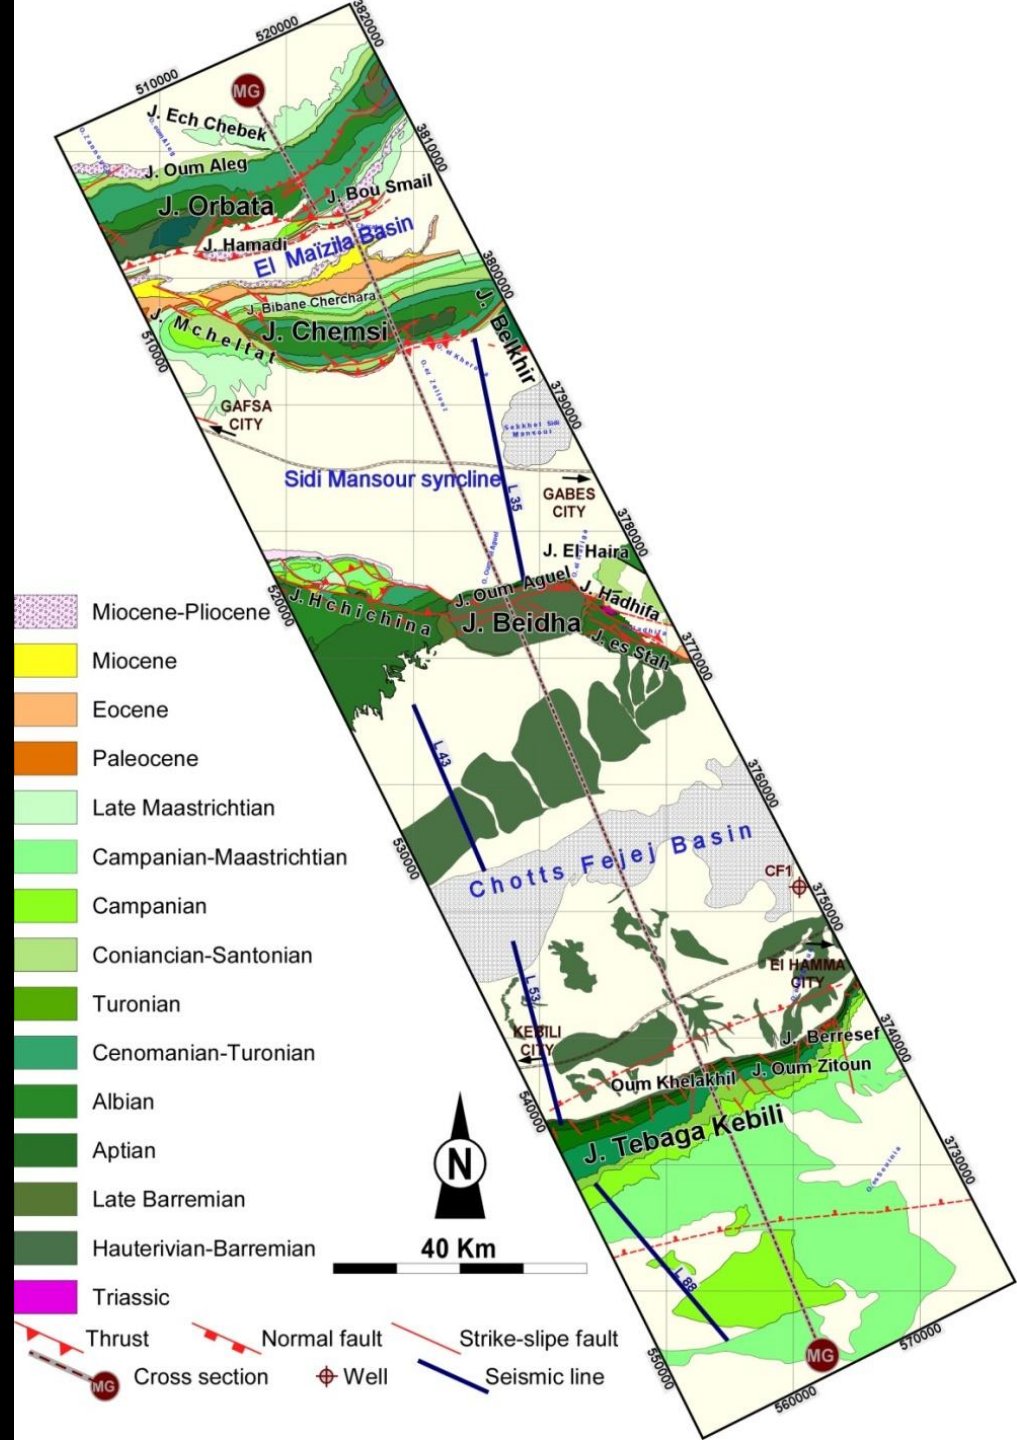 520000
3820000
510000
MG
J. Ech Chebek
3810000
J. Oum Aleg
J. Bou Smail
J. Orbata
J. Hamadi
El Maïzila Basin
3800000
J. Bibane Cherchara
J. Mcheltat
J. Chemsi
J. Belkhir
510000
3790000
GAFSA
CITY
Sebkhet Sidi
Mansour
Sidi Mansour syncline
L 35
GABES
CITY
3780000
J. El Haira
J. Oum Aguel
520000
J. Hchichina
J. Hadhifa
J. Beidha
J. es Stah
3770000
L 43
3760000
530000
Chotts Fejej Basin
CF1
3750000
L 53
El HAMMA
CITY
KEBILI
CITY
3740000
J. Berresef
J. Oum Zitoun
Oum Khelakhil
540000
J. Tebaga Kebili
3730000
L 88
MG
550000
560000
570000
Miocene-Pliocene
Miocene
Eocene
Paleocene
Late Maastrichtian
Campanian-Maastrichtian
Campanian
Coniancian-Santonian
Turonian
Cenomanian-Turonian
Albian
Aptian
Late Barremian
Hauterivian-Barremian
Triassic
N
40 Km
Thrust
Normal fault
Strike-slipe fault
MG
Cross section
Well
Seismic line